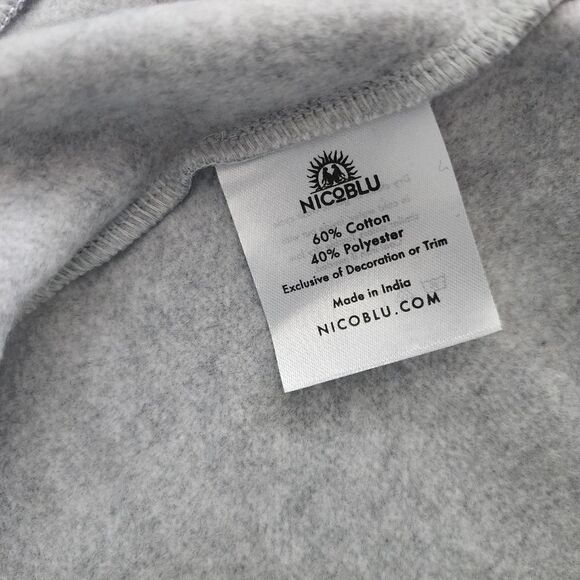 NICOBLU
60% Cotton
40% Polyester
Exclusive of Decoration or Trim
Made in India
NICOBLU.COM